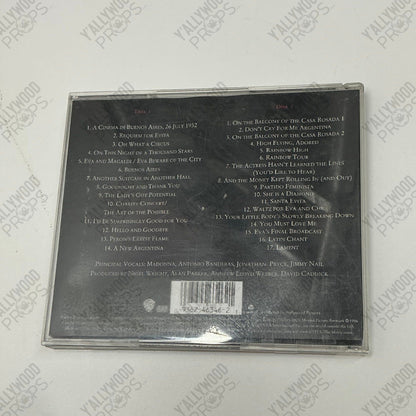 Y'ALLYWOOD
PROPS
Disc 1
1. A Cinema in Buenos Aires, 26 July 1952
2. Requiem for Evita
3. Oh What a Circus
4. On This Night of a Thousand Stars
5. Eva and Magaldi / Eva Beware of the City
6. Buenos Aires
7. Another Suitcase in Another Hall
8. Goodnight and Thank You
9. The Lady's Got Potential
10. Charity Concert/
The Art of the Possible
11. I'd Be Surprisingly Good for You
12. Hello and Goodbye
13. Peron's Latest Flame
14. A New Argentina
Disc 2
1. On the Balcony of the Casa Rosada 1
2. Don't Cry for Me Argentina
3. On the Balcony of the Casa Rosada 2
4. High Flying, Adored
5. Rainbow High
6. Rainbow Tour
7. The Actress Hasn't Learned the Lines
(You'd Like to Hear)
8. And the Money Kept Rolling In (and Out)
9. Partido Feminista
10. She Is a Diamond
11. Santa Evita
12. Waltz for Eva and Che
13. Your Little Body's Slowly Breaking Down
14. You Must Love Me
15. Eva's Final Broadcast
16. Latin Chant
17. Lament
Principal Vocals: Madonna, Antonio Banderas, Jonathan Pryce, Jimmy Nail
Produced by Nigel Wright, Alan Parker, Andrew Lloyd Webber, David Caddick
46346-2